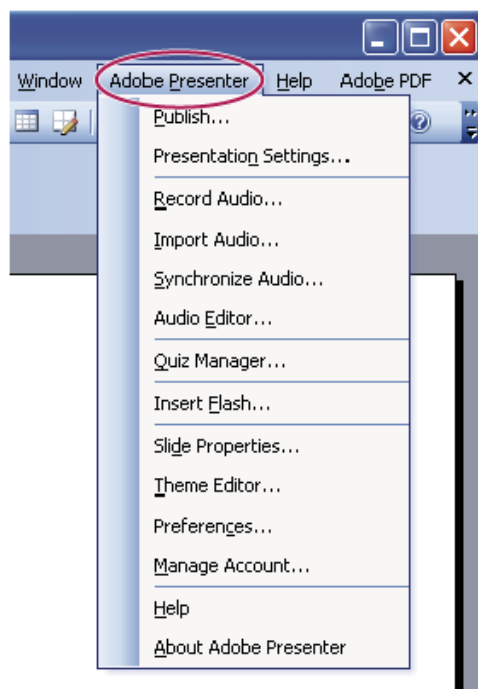 Window Adobe Presenter Help Adobe PDF
Publish...
Presentation Settings...
Record Audio...
Import Audio...
Synchronize Audio...
Audio Editor...
Quiz Manager...
Insert Flash...
Slide Properties...
Theme Editor...
Preferences...
Manage Account...
Help
About Adobe Presenter